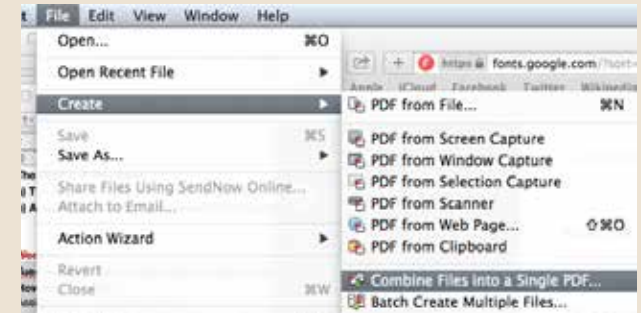 File Edit View Window Help
Open... ⌘O
Open Recent File
Create
Save ⌘S
Save As...
Share Files Using SendNow Online...
Attach to Email...
Action Wizard
Revert
Close ⌘W
https fonts.google.com/?sort=
Apple iCloud Facebook Twitter Wikipedia
PDF from File... ⌘N
PDF from Screen Capture
PDF from Window Capture
PDF from Selection Capture
PDF from Scanner
PDF from Web Page... ⇧⌘O
PDF from Clipboard
Combine Files into a Single PDF...
Batch Create Multiple Files...